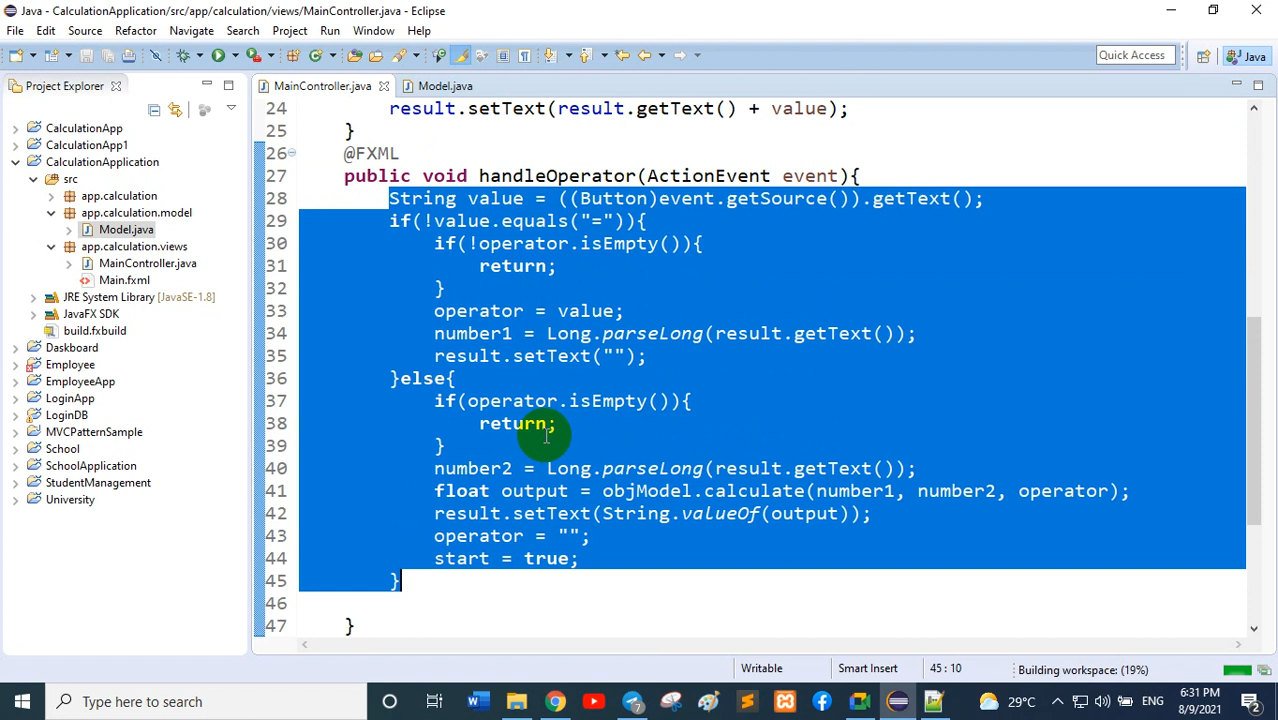 Java - CalculationApplication/src/app/calculation/views/MainController.java - Eclipse
File Edit Source Refactor Navigate Search Project Run Window Help
Quick Access
Java
Project Explorer
MainController.java
Model.java
CalculationApp
CalculationApp1
CalculationApplication
src
app.calculation
app.calculation.model
Model.java
app.calculation.views
MainController.java
Main.fxml
JRE System Library [JavaSE-1.8]
JavaFX SDK
build.fxbuild
Daskboard
Employee
EmployeeApp
LoginApp
LoginDB
MVCPatternSample
School
SchoolApplication
StudentManagement
University
24 result.setText(result.getText() + value);
25 }
26 @FXML
27 public void handleOperator(ActionEvent event){
28 String value = ((Button)event.getSource()).getText();
29 if(!value.equals("=")){
30 if(!operator.isEmpty()){
31 return;
32 }
33 operator = value;
34 number1 = Long.parseLong(result.getText());
35 result.setText("");
36 }else{
37 if(operator.isEmpty()){
38 return;
39 }
40 number2 = Long.parseLong(result.getText());
41 float output = objModel.calculate(number1, number2, operator);
42 result.setText(String.valueOf(output));
43 operator = "";
44 start = true;
45 }
46
47 }
Writable
Smart Insert
45 : 10
Building workspace: (19%)
Type here to search
7
29°C
ENG
6:31 PM
8/9/2021
2